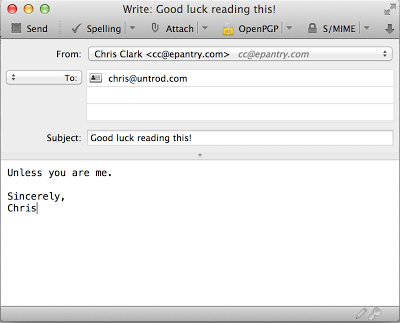 Write: Good luck reading this!
Send Spelling Attach OpenPGP S/MIME
From: Chris Clark <cc@epantry.com> cc@epantry.com
To: chris@untrod.com
Subject: Good luck reading this!
Unless you are me.
Sincerely,
Chris